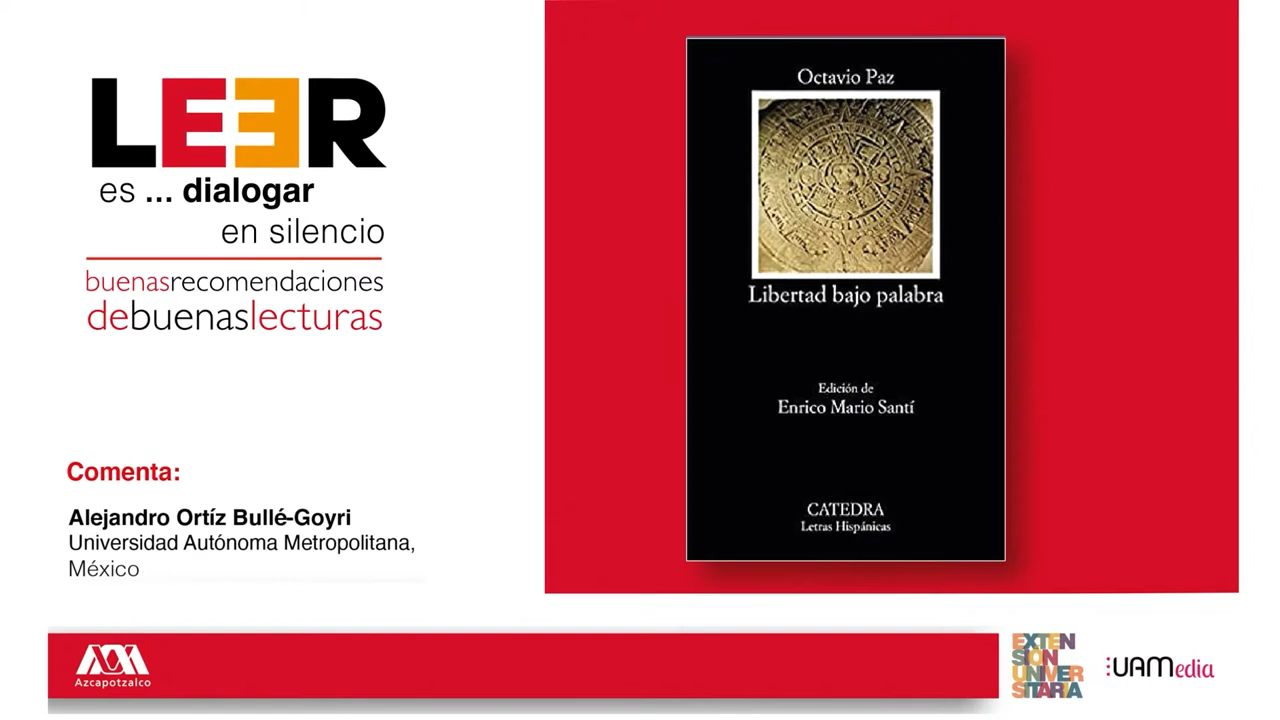 LEER
es ... dialogar
en silencio
buenasrecomendaciones
debuenaslecturas
Comenta:
Alejandro Ortíz Bullé-Goyri
Universidad Autónoma Metropolitana,
México
Octavio Paz
Libertad bajo palabra
Edición de
Enrico Mario Santí
CATEDRA
Letras Hispánicas
Azcapotzalco
EXTEN
SIÓN
UNIVER
SITARIA
UAMedia